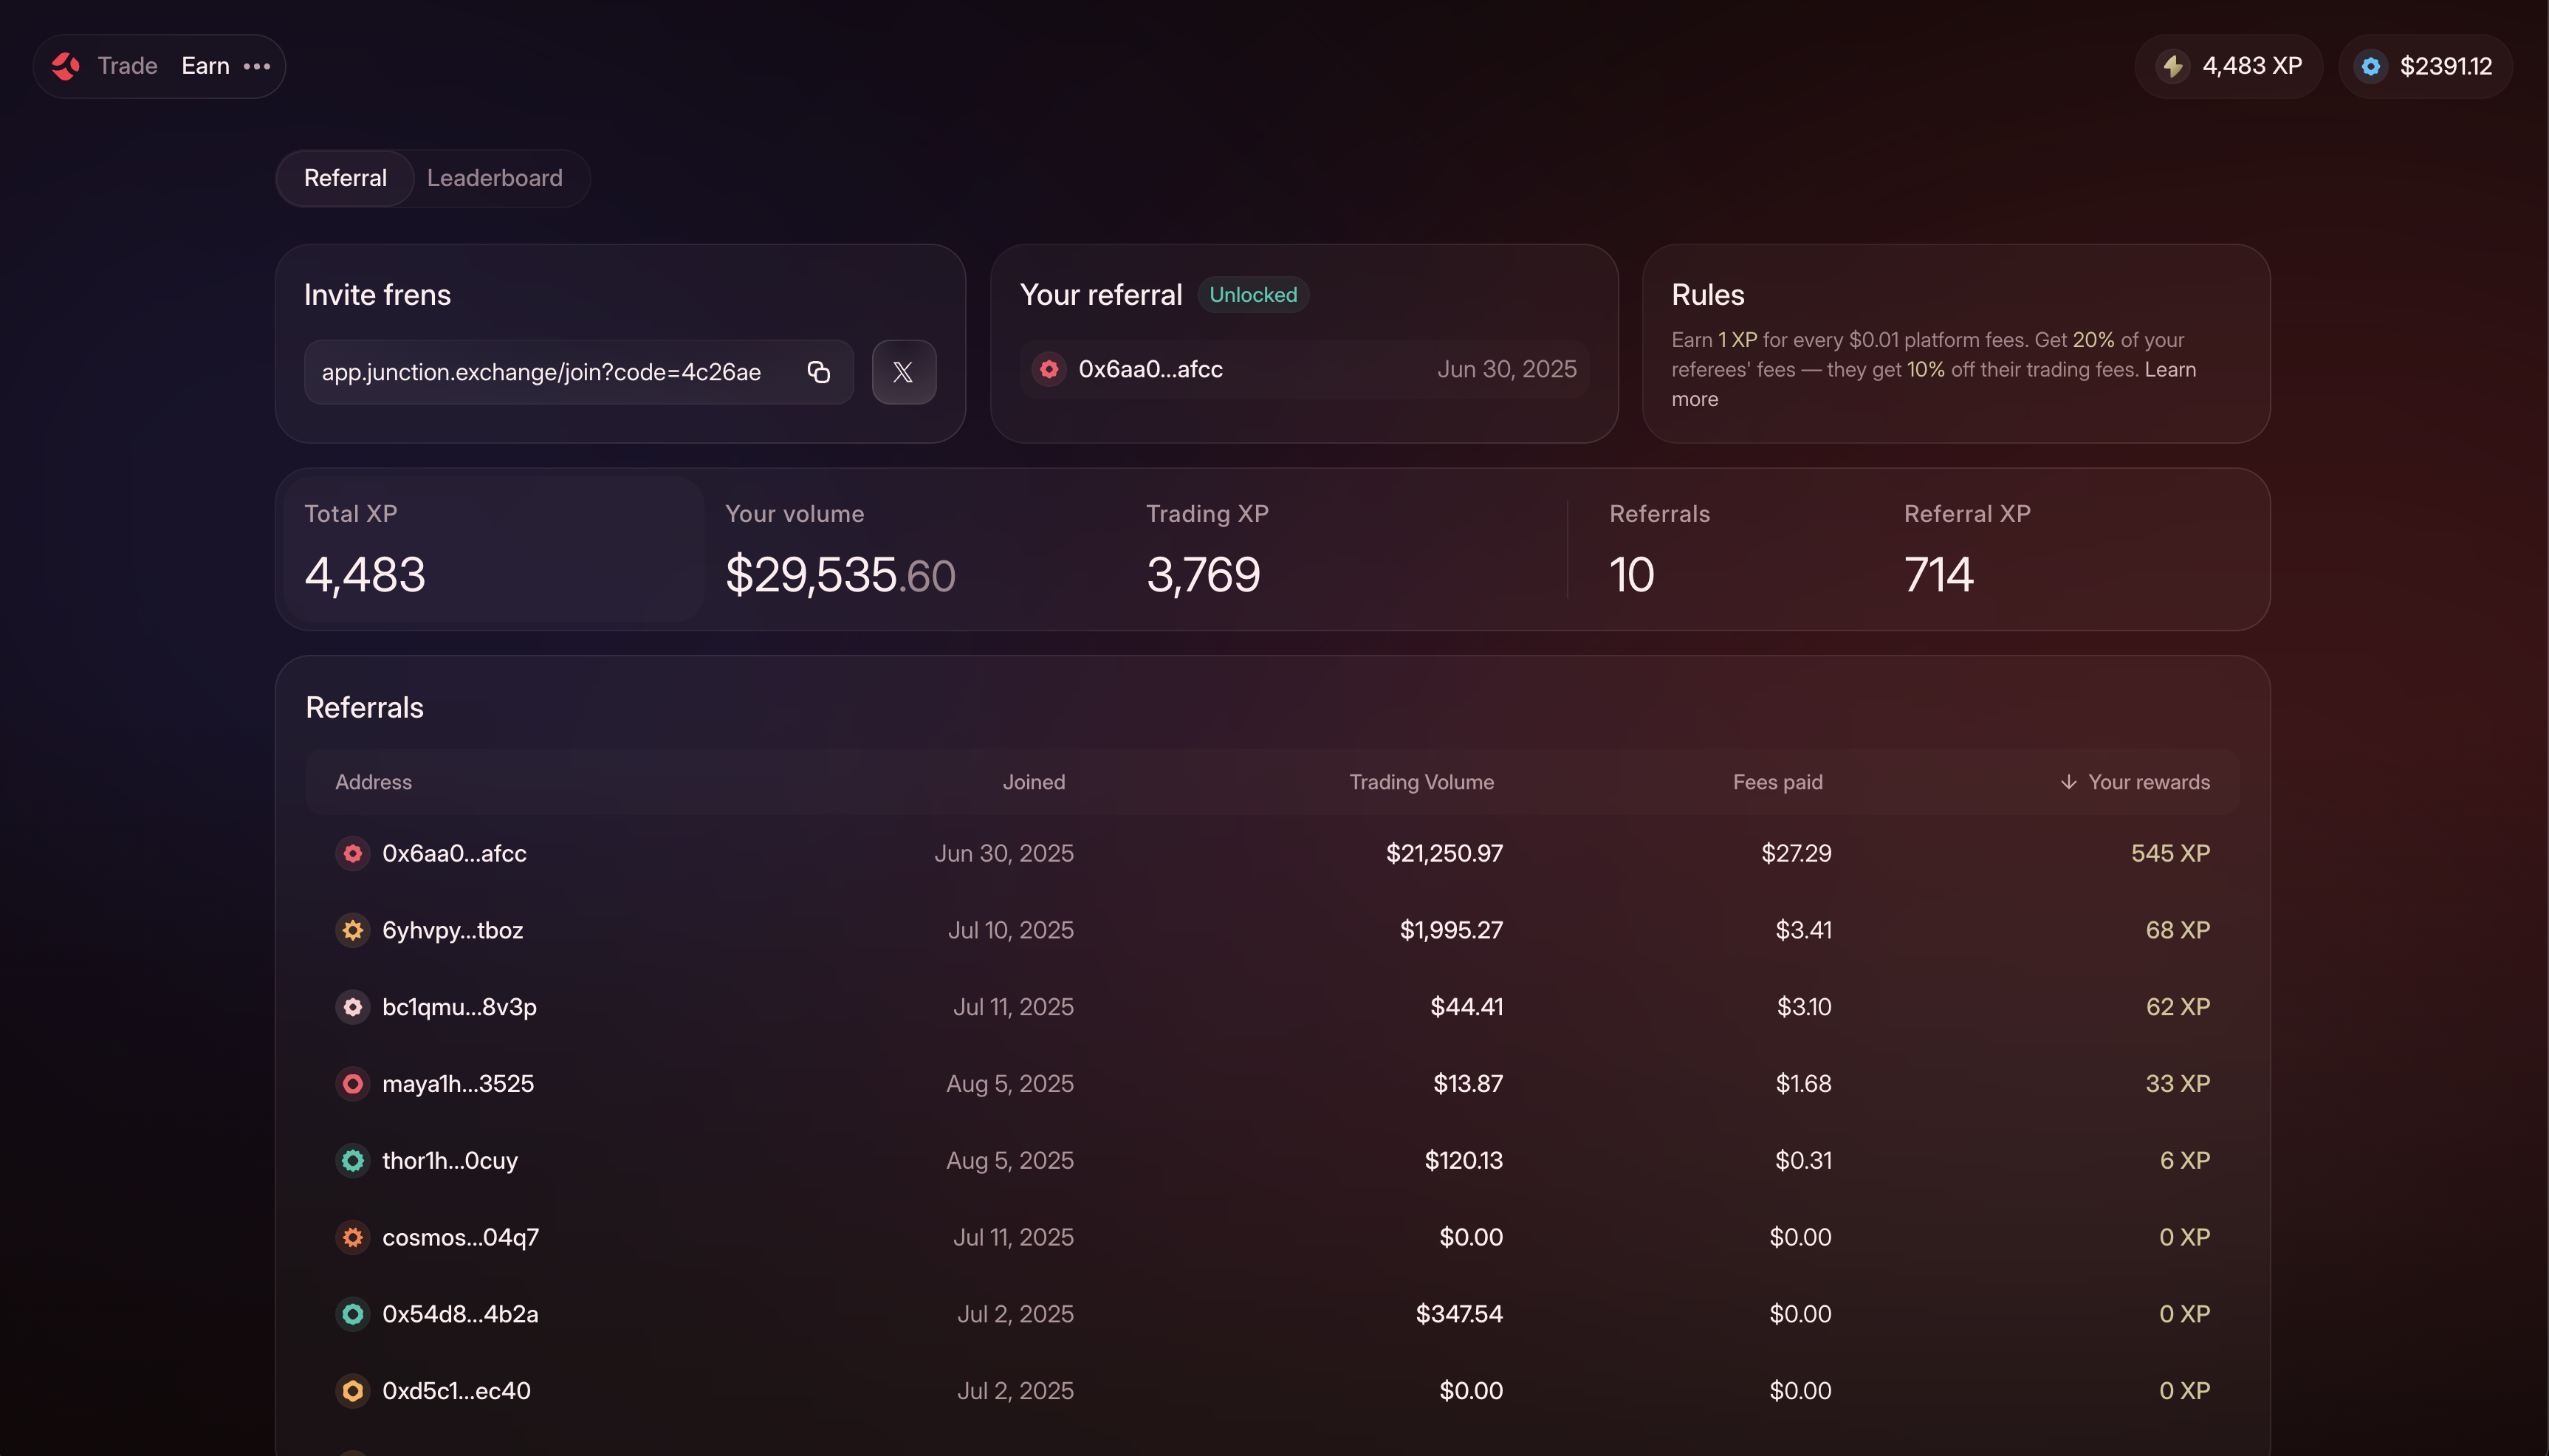 Trade Earn •••
4,483 XP
$2391.12
Referral Leaderboard
Invite frens
app.junction.exchange/join?code=4c26ae
Your referral Unlocked
0x6aa0...afcc Jun 30, 2025
Rules
Earn 1 XP for every $0.01 platform fees. Get 20% of your
referees' fees — they get 10% off their trading fees. Learn
more
Total XP Your volume Trading XP Referrals Referral XP
4,483 $29,535.60 3,769 10 714
Referrals
Address Joined Trading Volume Fees paid ↓ Your rewards
0x6aa0...afcc Jun 30, 2025 $21,250.97 $27.29 545 XP
6yhvpy...tboz Jul 10, 2025 $1,995.27 $3.41 68 XP
bc1qmu...8v3p Jul 11, 2025 $44.41 $3.10 62 XP
maya1h...3525 Aug 5, 2025 $13.87 $1.68 33 XP
thor1h...0cuy Aug 5, 2025 $120.13 $0.31 6 XP
cosmos...04q7 Jul 11, 2025 $0.00 $0.00 0 XP
0x54d8...4b2a Jul 2, 2025 $347.54 $0.00 0 XP
0xd5c1...ec40 Jul 2, 2025 $0.00 $0.00 0 XP